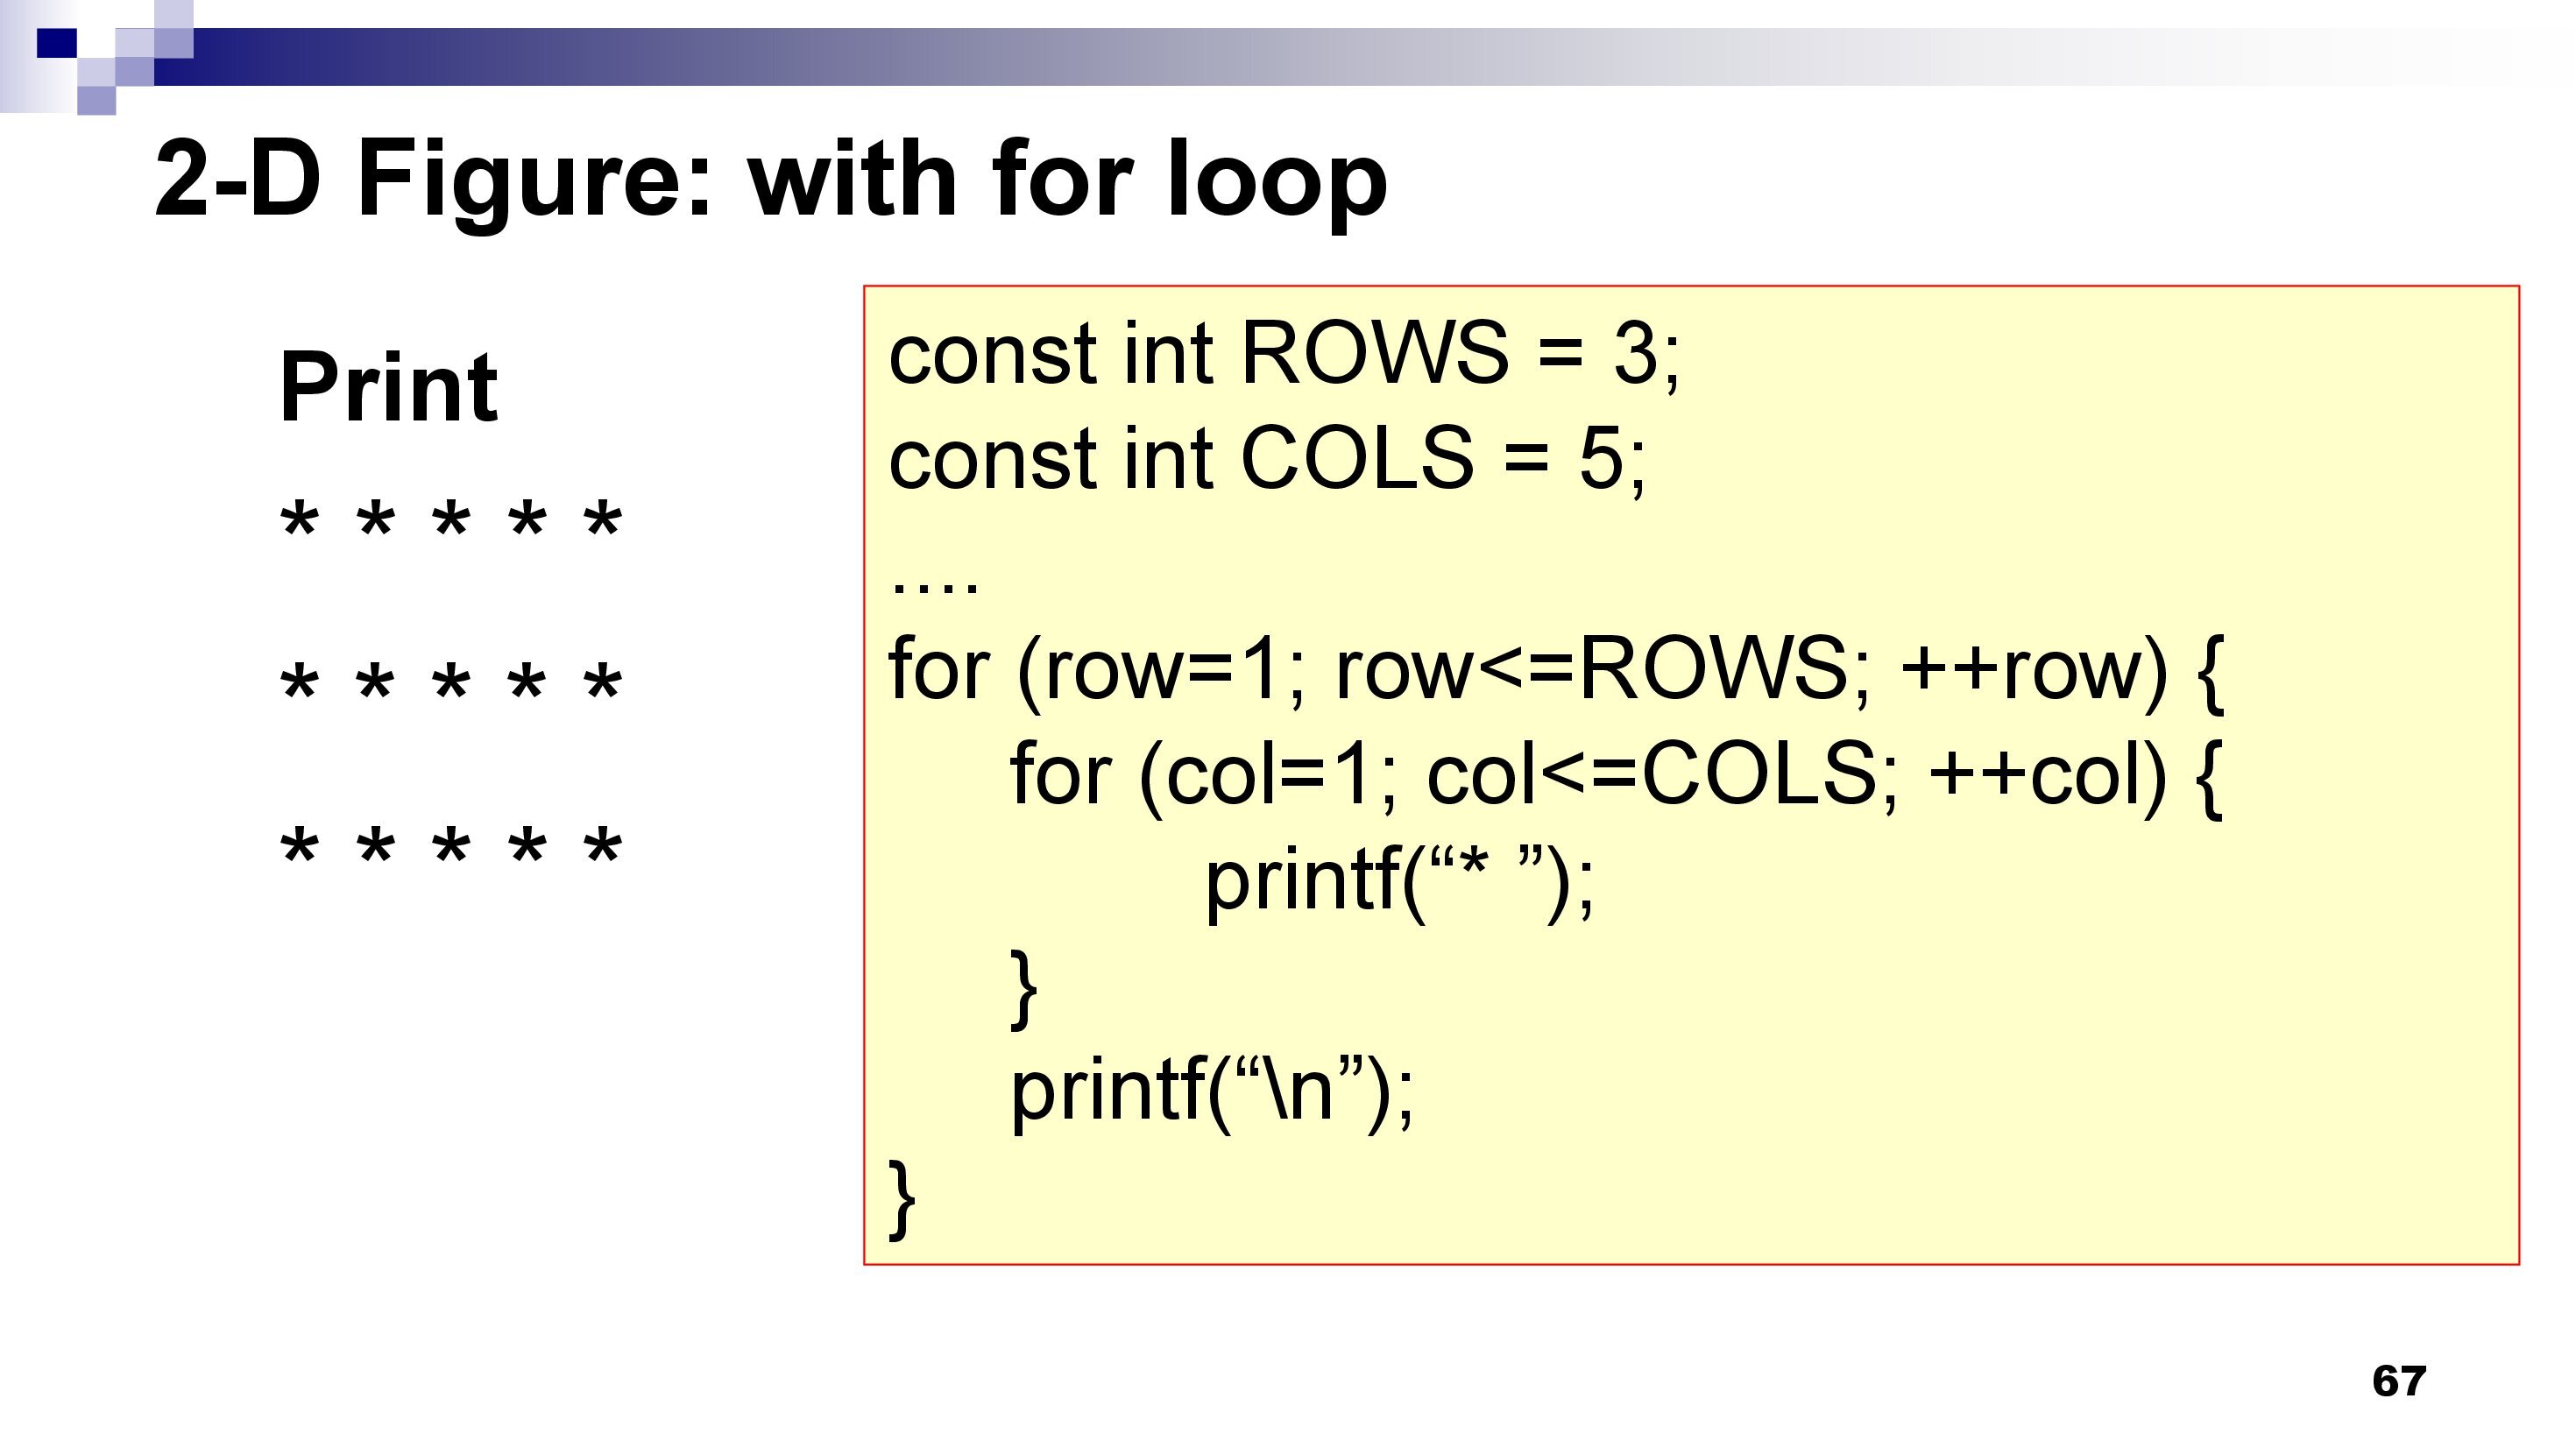 2-D Figure: with for loop
Print
* * * * *
* * * * *
* * * * *
const int ROWS = 3;
const int COLS = 5;
....
for (row=1; row<=ROWS; ++row) {
for (col=1; col<=COLS; ++col) {
printf(“* ”);
}
printf(“\n”);
}
67